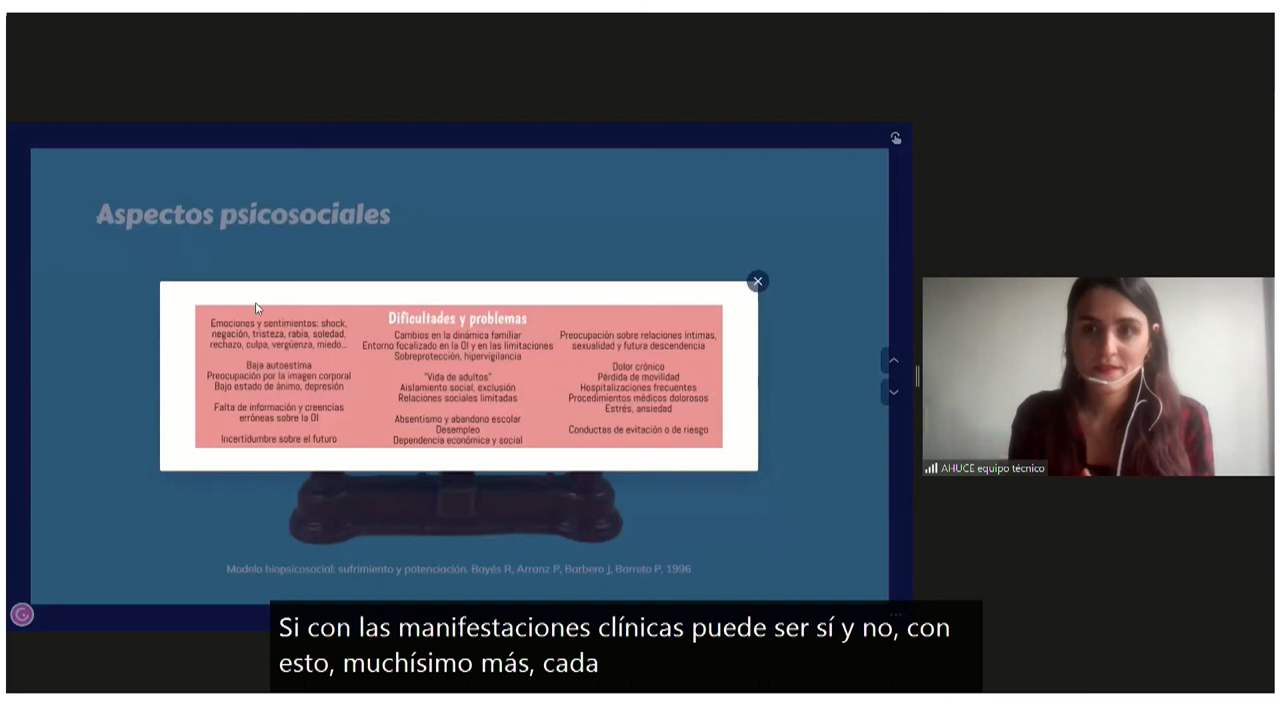 Aspectos psicosociales
Dificultades y problemas
Emociones y sentimientos: shock,
negación, tristeza, rabia, soledad,
rechazo, culpa, vergüenza, miedo...
Baja autoestima
Preocupación por la imagen corporal
Bajo estado de ánimo, depresión
Falta de información y creencias
erróneas sobre la OI
Incertidumbre sobre el futuro
Cambios en la dinámica familiar
Entorno focalizado en la OI y en las limitaciones
Sobreprotección, hipervigilancia
"Vida de adultos"
Aislamiento social, exclusión
Relaciones sociales limitadas
Absentismo y abandono escolar
Desempleo
Dependencia económica y social
Preocupación sobre relaciones íntimas,
sexualidad y futura descendencia
Dolor crónico
Pérdida de movilidad
Hospitalizaciones frecuentes
Procedimientos médicos dolorosos
Estrés, ansiedad
Conductas de evitación o de riesgo
Modelo biopsicosocial: sufrimiento y potenciación. Bayés R, Arranz P, Barbero J, Barreto P, 1996
AHUCE equipo técnico
Si con las manifestaciones clínicas puede ser sí y no, con
esto, muchísimo más, cada